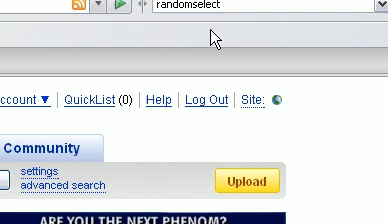 randomselect
ccount ▼ | QuickList (0) | Help | Log Out | Site:
Community
settings
advanced search
Upload
ARE YOU THE NEXT PHENOM?